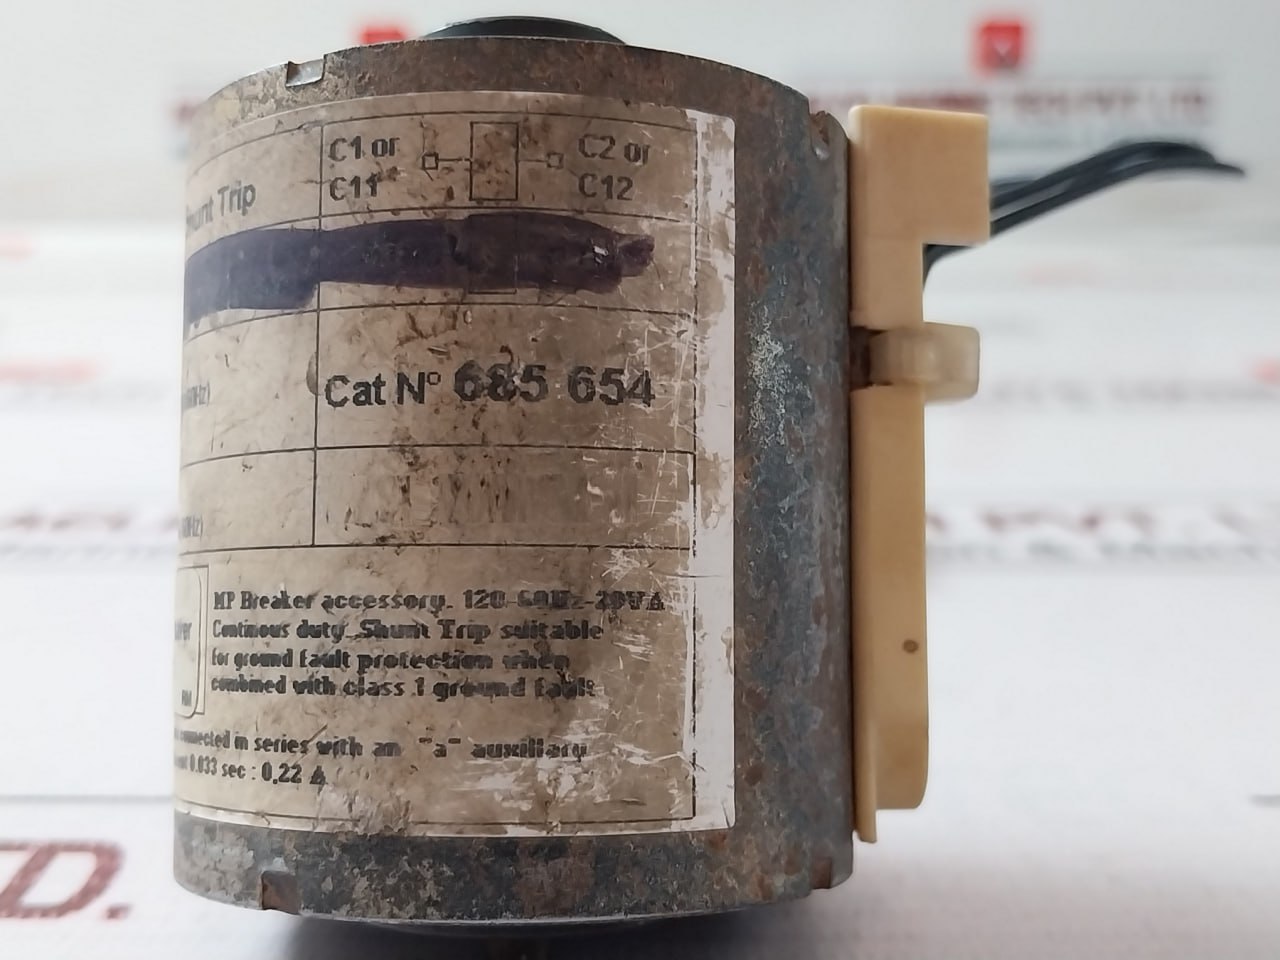 C1 or
C11
C2 or
C12
Shunt Trip
Cat N° 685 654
MP Breaker accessory. 120-60Hz-20VA
Continous duty Shunt Trip suitable
for ground fault protection when
combined with class 1 ground fault
connected in series with an "a" auxillary
0.033 sec : 0,22 A
TD.